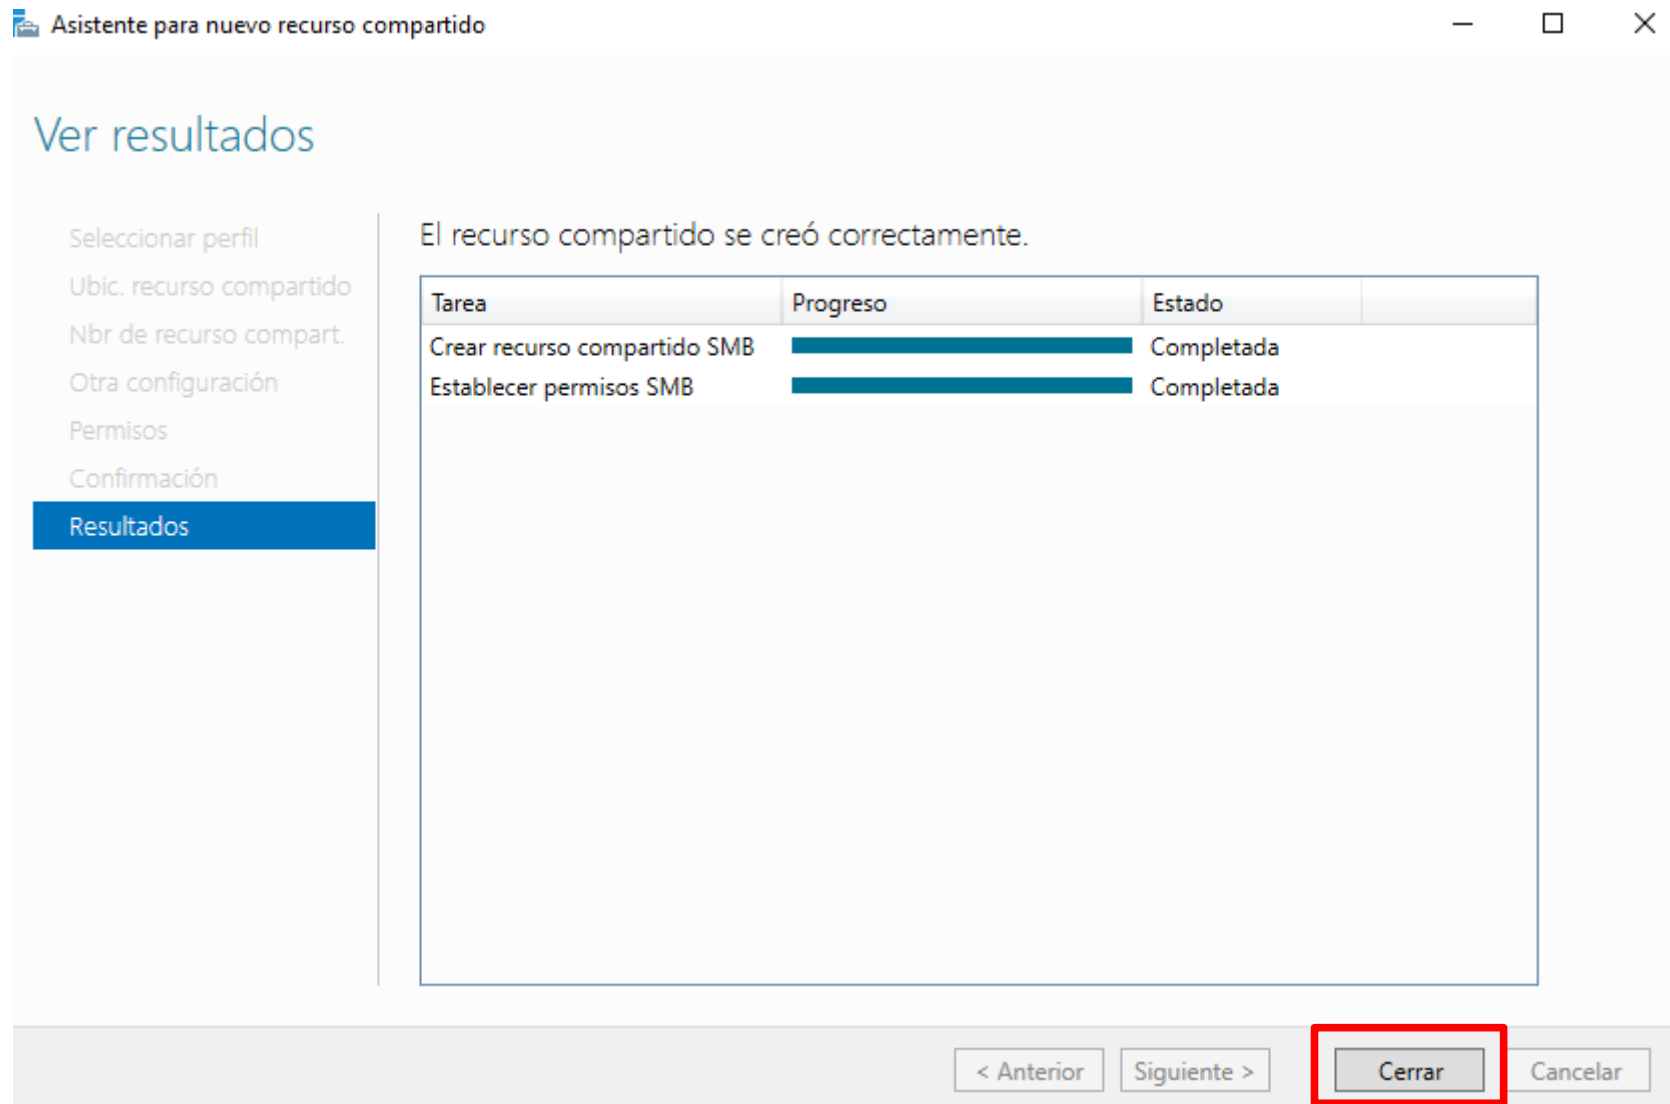 Asistente para nuevo recurso compartido
Ver resultados
Seleccionar perfil
Ubic. recurso compartido
Nbr de recurso compart.
Otra configuración
Permisos
Confirmación
Resultados
El recurso compartido se creó correctamente.
Tarea Progreso Estado
Crear recurso compartido SMB Completada
Establecer permisos SMB Completada
< Anterior Siguiente > Cerrar Cancelar